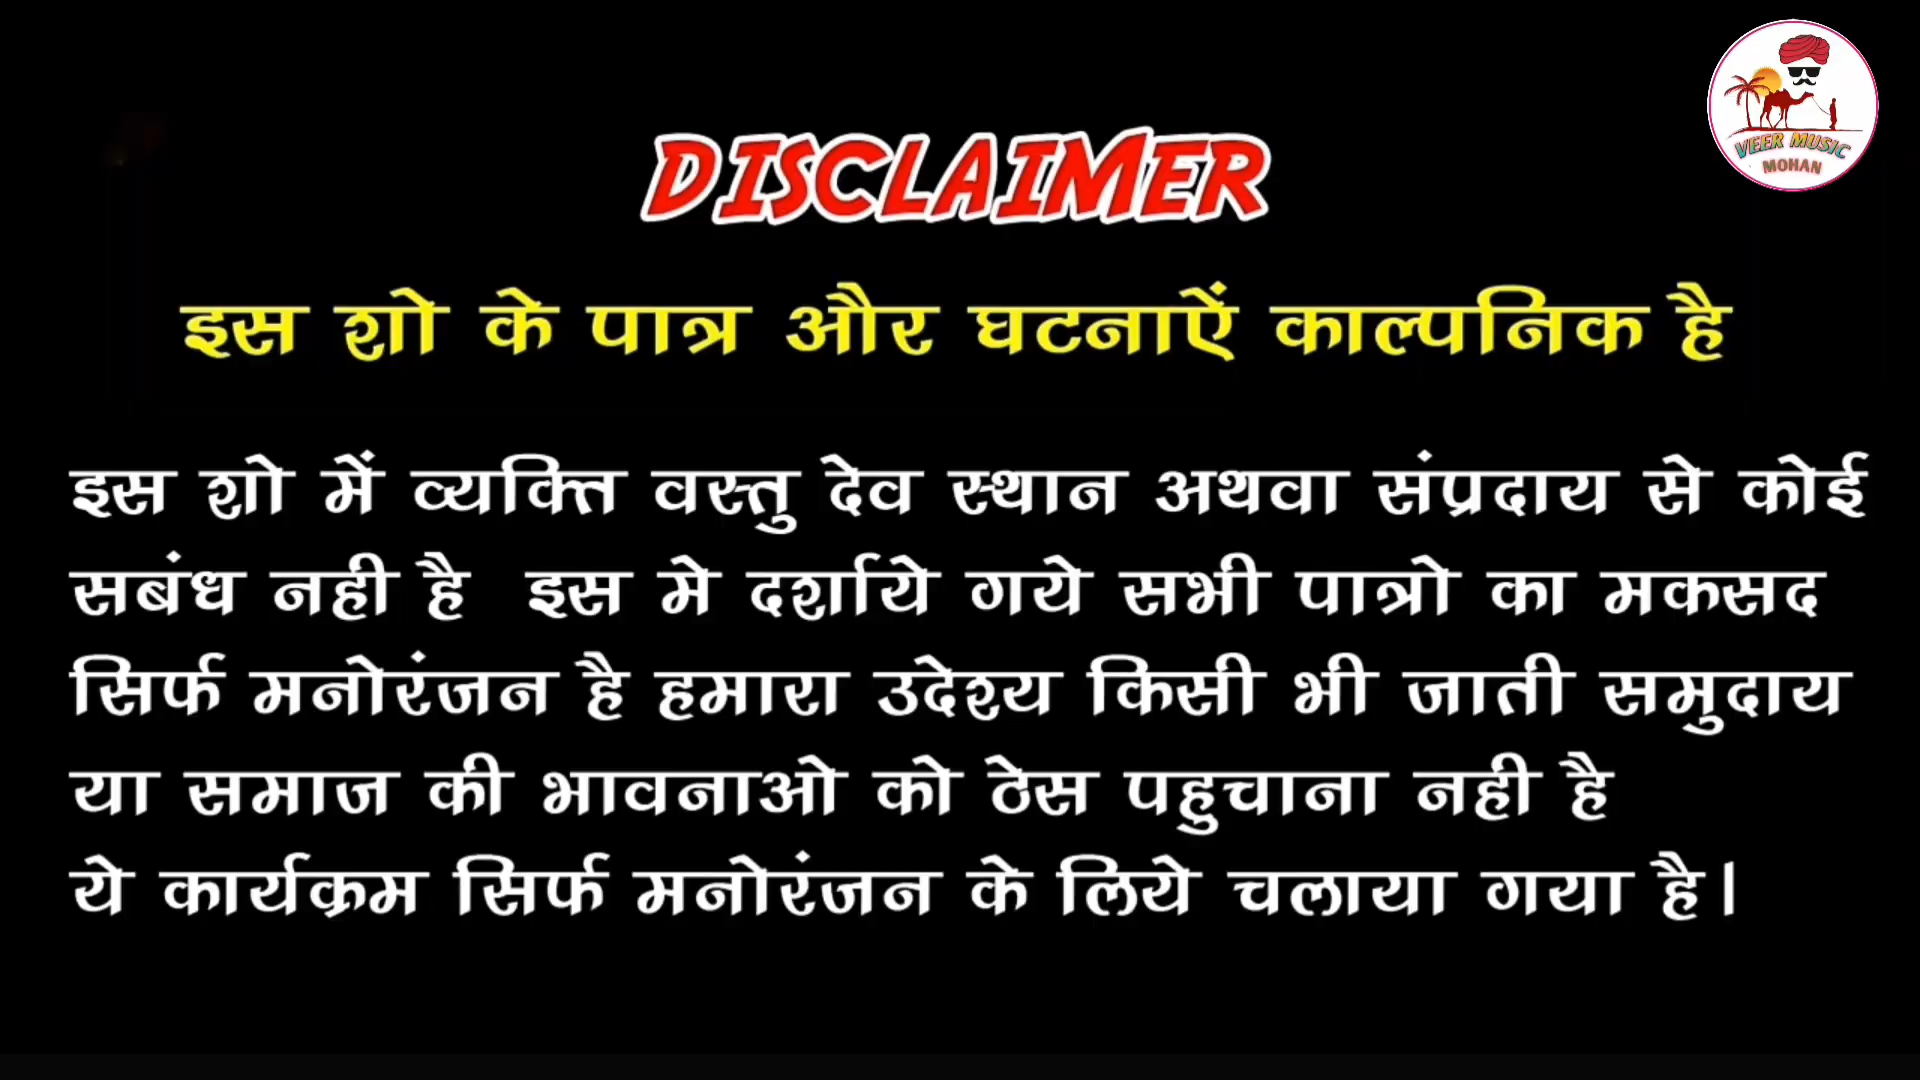 VEER MUSIC
MOHAN
DISCLAIMER
इस शो के पात्र और घटनाऐं काल्पनिक है
इस शो में व्यक्ति वस्तु देव स्थान अथवा संप्रदाय से कोई
सबंध नही है इस मे दर्शाये गये सभी पात्रो का मकसद
सिर्फ मनोरंजन है हमारा उदेश्य किसी भी जाती समुदाय
या समाज की भावनाओ को ठेस पहुचाना नही है
ये कार्यक्रम सिर्फ मनोरंजन के लिये चलाया गया है।